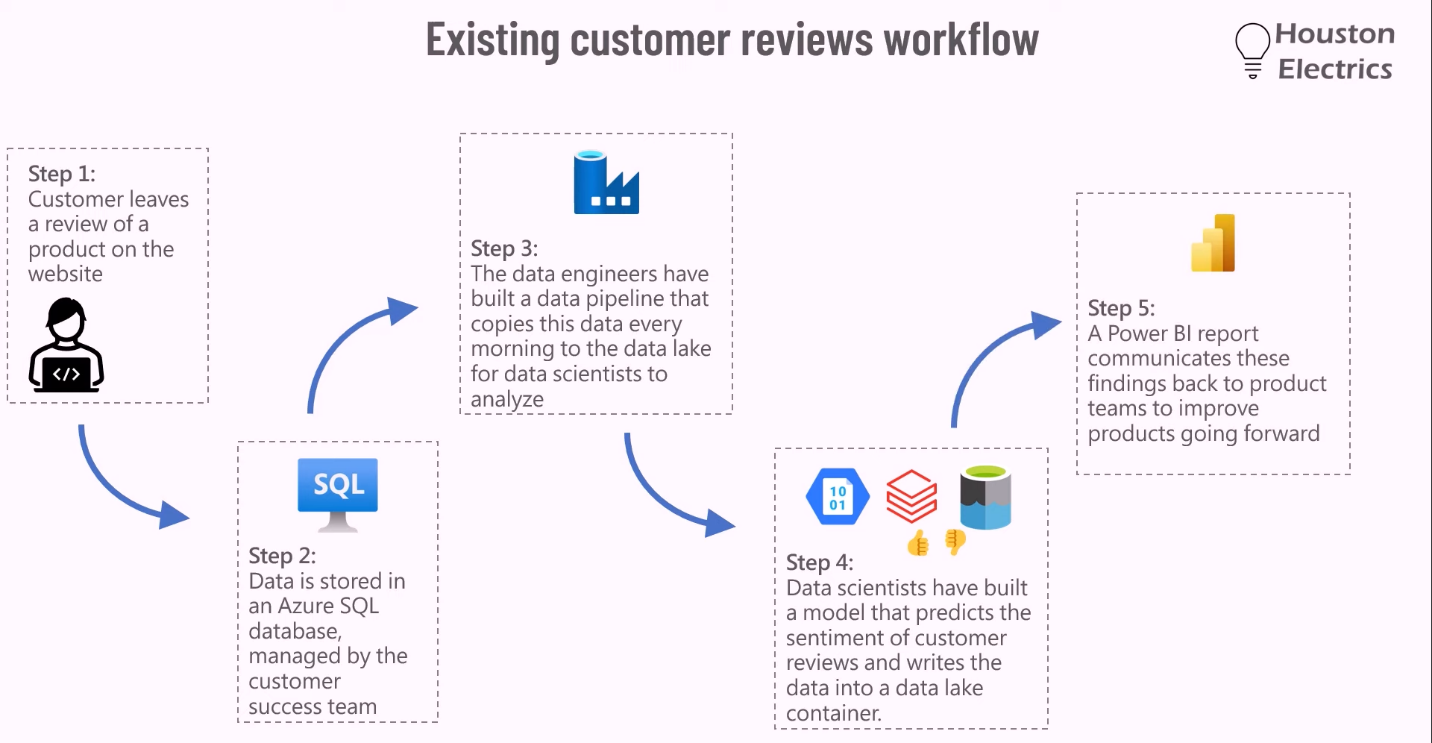 Existing customer reviews workflow
Houston
Electrics
Step 1:
Customer leaves
a review of a
product on the
website
</>
SQL
Step 2:
Data is stored in
an Azure SQL
database,
managed by the
customer
success team
Step 3:
The data engineers have
built a data pipeline that
copies this data every
morning to the data lake
for data scientists to
analyze
10
01
Step 4:
Data scientists have built
a model that predicts the
sentiment of customer
reviews and writes the
data into a data lake
container.
Step 5:
A Power BI report
communicates these
findings back to product
teams to improve
products going forward